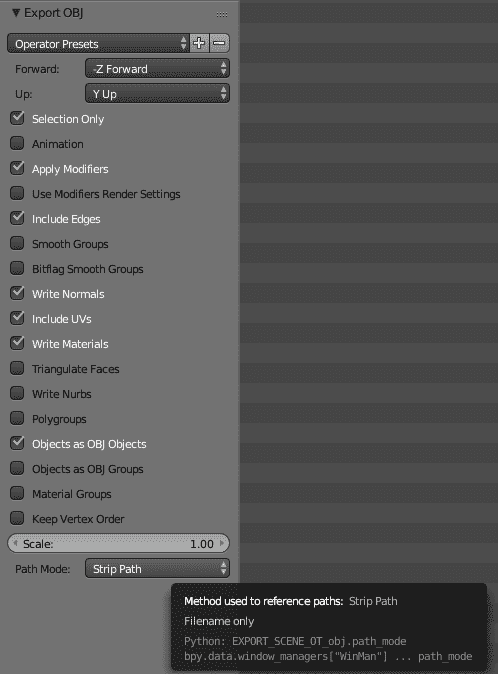 Export OBJ
Operator Presets
Forward: -Z Forward
Up: Y Up
Selection Only
Animation
Apply Modifiers
Use Modifiers Render Settings
Include Edges
Smooth Groups
Bitflag Smooth Groups
Write Normals
Include UVs
Write Materials
Triangulate Faces
Write Nurbs
Polygroups
Objects as OBJ Objects
Objects as OBJ Groups
Material Groups
Keep Vertex Order
Scale: 1.00
Path Mode: Strip Path
Method used to reference paths: Strip Path
Filename only
Python: EXPORT_SCENE_OT_obj.path_mode
bpy.data.window_managers["WinMan"] ... path_mode